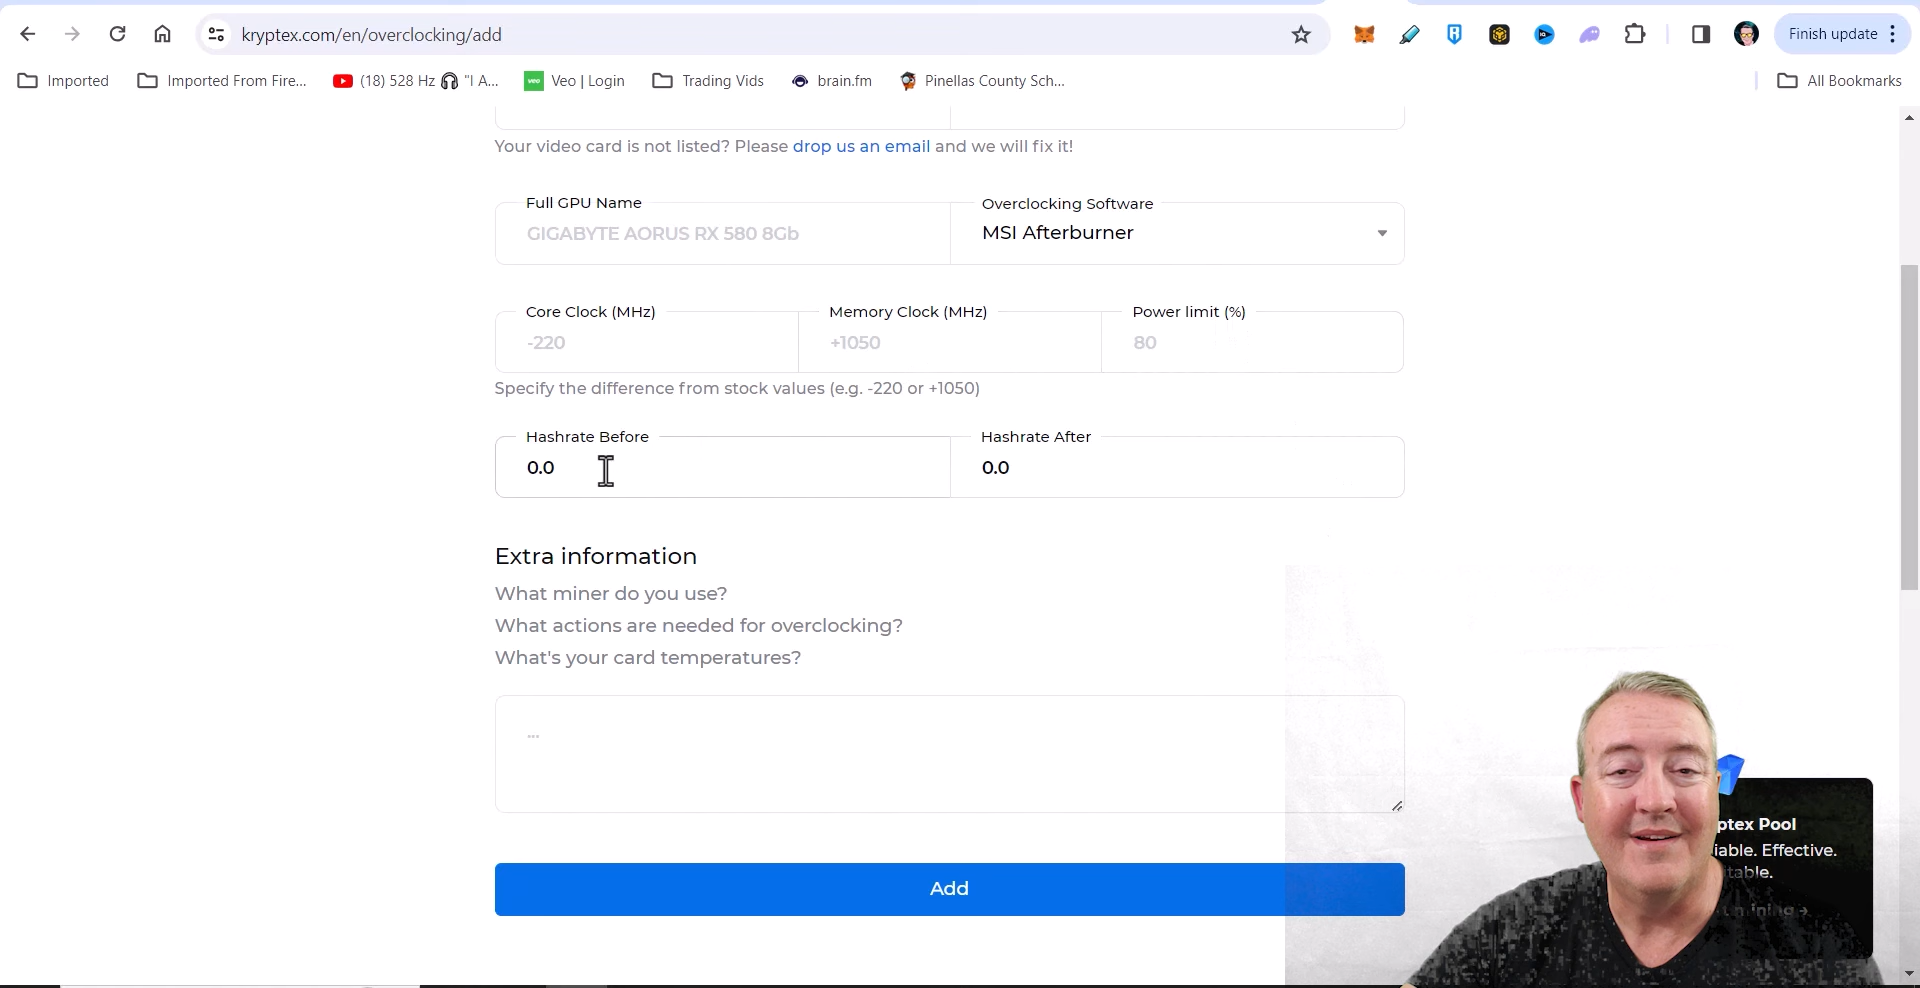 kryptex.com/en/overclocking/add
Finish update
Imported
Imported From Fire...
(18) 528 Hz 🎧 "I A...
Veo | Login
Trading Vids
brain.fm
Pinellas County Sch...
All Bookmarks
Your video card is not listed? Please drop us an email and we will fix it!
Full GPU Name
Overclocking Software
GIGABYTE AORUS RX 580 8Gb
MSI Afterburner
Core Clock (MHz)
Memory Clock (MHz)
Power limit (%)
-220
+1050
80
Specify the difference from stock values (e.g. -220 or +1050)
Hashrate Before
Hashrate After
0.0
0.0
Extra information
What miner do you use?
What actions are needed for overclocking?
What's your card temperatures?
...
ptex Pool
iable. Effective.
table.
Add